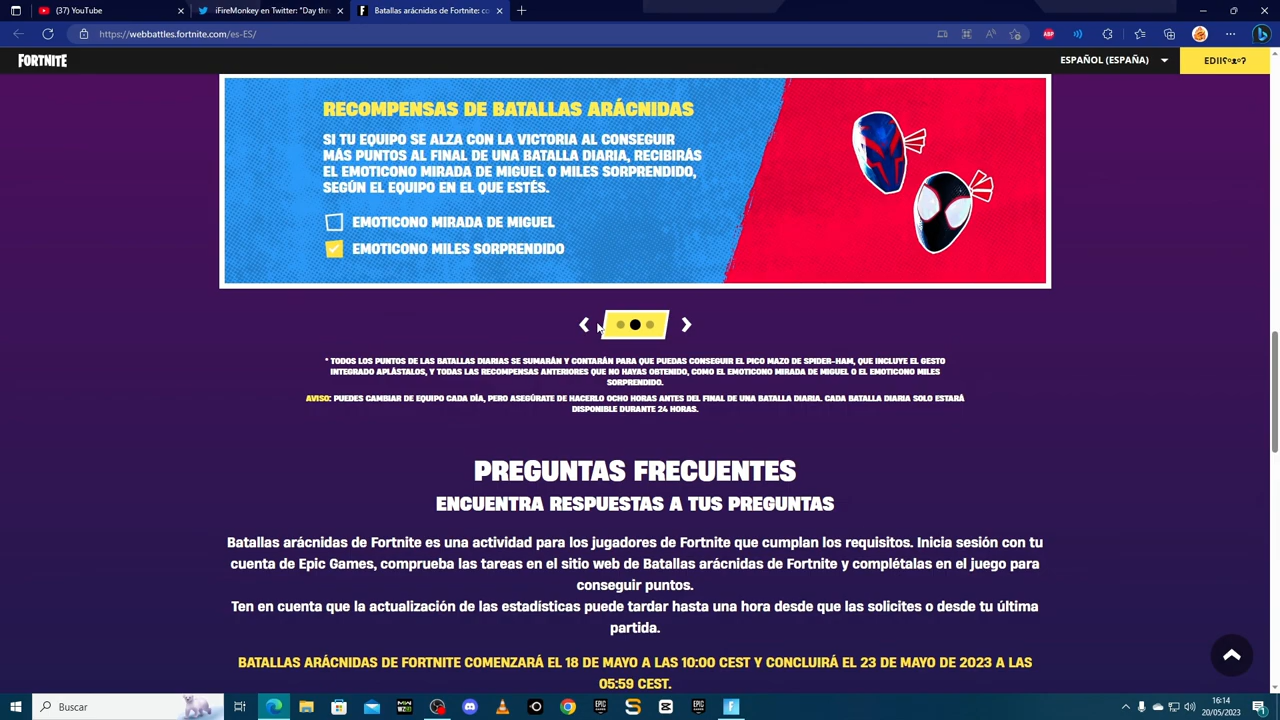 (37) YouTube
iFireMonkey en Twitter: "Day thr
Batallas arácnidas de Fortnite: co
https://webbattles.fortnite.com/es-ES/
ABP
FORTNITE
ESPAÑOL (ESPAÑA)
RECOMPENSAS DE BATALLAS ARÁCNIDAS
SI TU EQUIPO SE ALZA CON LA VICTORIA AL CONSEGUIR
MÁS PUNTOS AL FINAL DE UNA BATALLA DIARIA, RECIBIRÁS
EL EMOTICONO MIRADA DE MIGUEL O MILES SORPRENDIDO,
SEGÚN EL EQUIPO EN EL QUE ESTÉS.
EMOTICONO MIRADA DE MIGUEL
EMOTICONO MILES SORPRENDIDO
* TODOS LOS PUNTOS DE LAS BATALLAS DIARIAS SE SUMARÁN Y CONTARÁN PARA QUE PUEDAS CONSEGUIR EL PICO MAZO DE SPIDER-HAM, QUE INCLUYE EL GESTO
INTEGRADO APLÁSTALOS, Y TODAS LAS RECOMPENSAS ANTERIORES QUE NO HAYAS OBTENIDO, COMO EL EMOTICONO MIRADA DE MIGUEL O EL EMOTICONO MILES
SORPRENDIDO.
AVISO: PUEDES CAMBIAR DE EQUIPO CADA DÍA, PERO ASEGÚRATE DE HACERLO OCHO HORAS ANTES DEL FINAL DE UNA BATALLA DIARIA. CADA BATALLA DIARIA SOLO ESTARÁ
DISPONIBLE DURANTE 24 HORAS.
PREGUNTAS FRECUENTES
ENCUENTRA RESPUESTAS A TUS PREGUNTAS
Batallas arácnidas de Fortnite es una actividad para los jugadores de Fortnite que cumplan los requisitos. Inicia sesión con tu
cuenta de Epic Games, comprueba las tareas en el sitio web de Batallas arácnidas de Fortnite y complétalas en el juego para
conseguir puntos.
Ten en cuenta que la actualización de las estadísticas puede tardar hasta una hora desde que las solicites o desde tu última
partida.
BATALLAS ARÁCNIDAS DE FORTNITE COMENZARÁ EL 18 DE MAYO A LAS 10:00 CEST Y CONCLUIRÁ EL 23 DE MAYO DE 2023 A LAS
05:59 CEST.
Buscar
16:14
20/05/2023